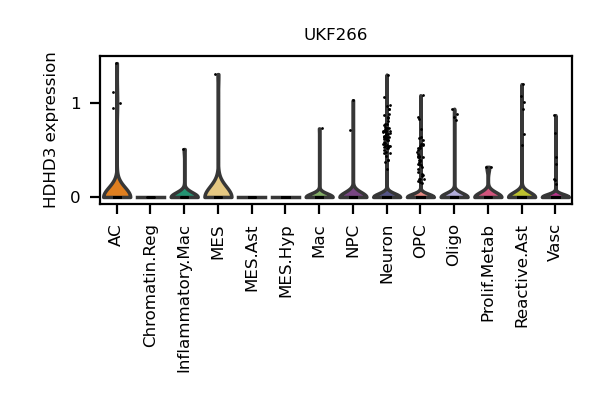 UKF266
HDHD3 expression
1
0
AC
Chromatin.Reg
Inflammatory.Mac
MES
MES.Ast
MES.Hyp
Mac
NPC
Neuron
OPC
Oligo
Prolif.Metab
Reactive.Ast
Vasc